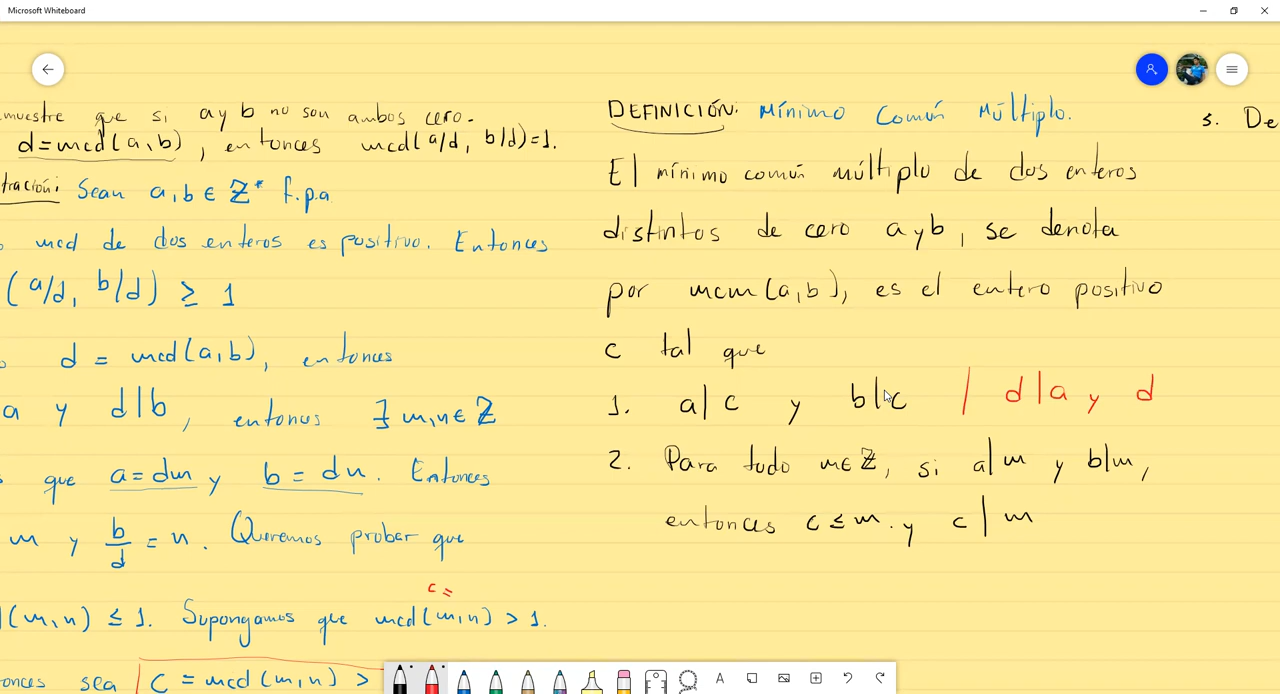 Microsoft Whiteboard
muestre que si a y b no son ambos cero.
d = mcd(a,b), entonces mcd(a/d, b/d)=1.
tración: Sean a,b ∈ Z* f.p.a
mcd de dos enteros es positivo. Entonces
(a/d, b/d) ≥ 1
d = mcd(a,b), entonces
a y d|b, entonces ∃ m,n ∈ Z
que a = dm y b = dn. Entonces
m y b/d = n. Queremos probar que
c =
(m,n) ≤ 1. Supongamos que mcd(m,n) > 1.
onces sea c = mcd(m,n) >
DEFINICIÓN: Mínimo Común Múltiplo.
El mínimo común múltiplo de dos enteros
distintos de cero a y b, se denota
por mcm(a,b), es el entero positivo
c tal que
1. a|c y b|c / d|a y d
2. Para todo m∈Z, si a|m y b|m,
entonces c ≤ m. y c|m
3. De
A